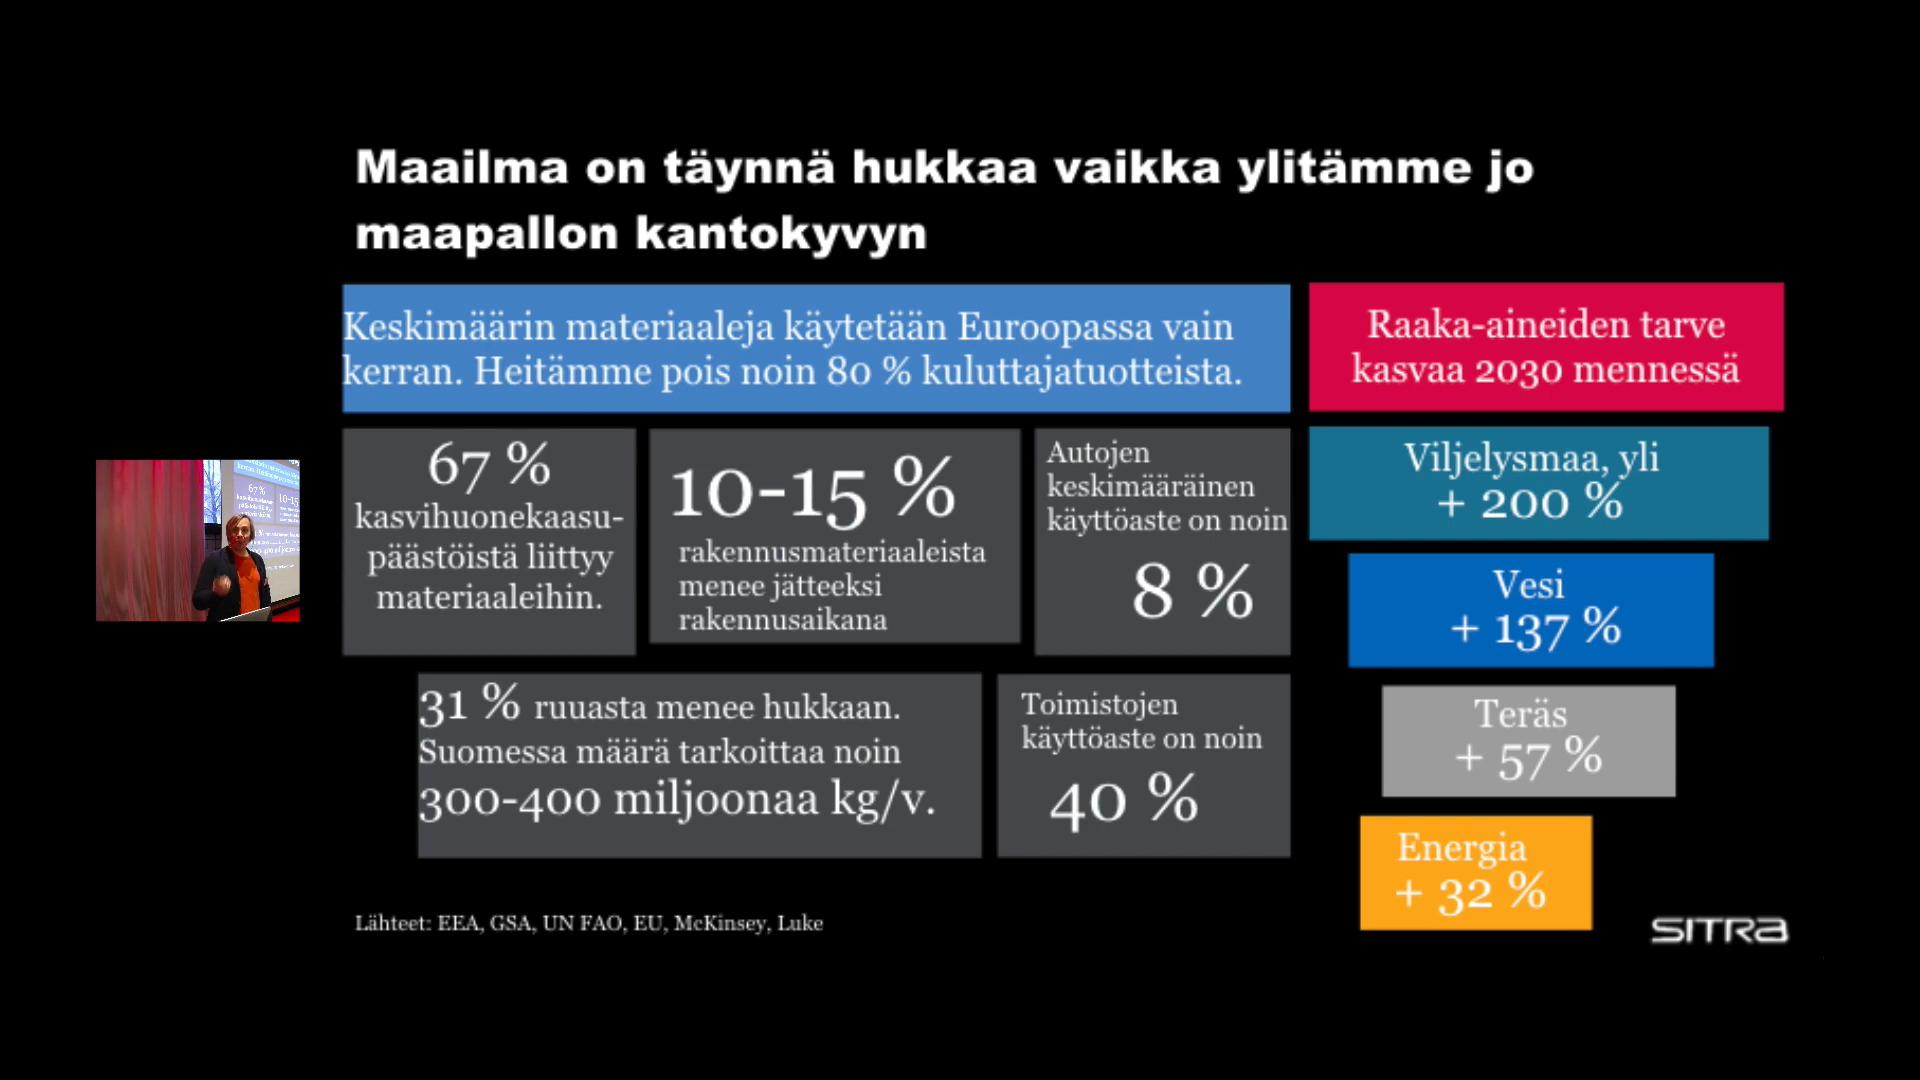 Maailma on täynnä hukkaa vaikka ylitämme jo
maapallon kantokyvyn
Keskimäärin materiaaleja käytetään Euroopassa vain
kerran. Heitämme pois noin 80 % kuluttajatuotteista.
67 %
kasvihuonekaasu-
päästöistä liittyy
materiaaleihin.
10-15 %
rakennusmateriaaleista
menee jätteeksi
rakennusaikana
Autojen
keskimääräinen
käyttöaste on noin
8 %
31 % ruuasta menee hukkaan.
Suomessa määrä tarkoittaa noin
300-400 miljoonaa kg/v.
Toimistojen
käyttöaste on noin
40 %
Raaka-aineiden tarve
kasvaa 2030 mennessä
Viljelysmaa, yli
+ 200 %
Vesi
+ 137 %
Teräs
+ 57 %
Energia
+ 32 %
Lähteet: EEA, GSA, UN FAO, EU, McKinsey, Luke
SITRA
67 %
10-15